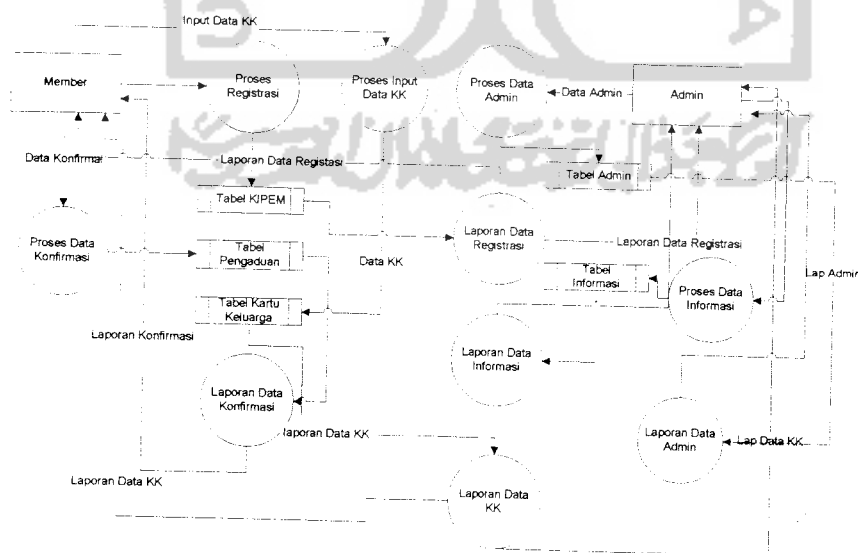 Input Data KK
Member
Proses
Registrasi
Proses Input
Data KK
Proses Data
Admin
Data Admin
Admin
Data Konfirmai
Laporan Data Registasi
Tabel Admin
Tabel KIPEM
Proses Data
Konfirmasi
Tabel
Pengaduan
Data KK
Laporan Data
Registrasi
Laporan Data Registrasi
Tabel
Informasi
Proses Data
Informasi
Lap Admin
Tabel Kartu
Keluarga
Laporan Konfirmasi
Laporan Data
Informasi
Laporan Data
Konfirmasi
laporan Data KK
Laporan Data
Admin
Lap Data KK
Laporan Data KK
Laporan Data
KK